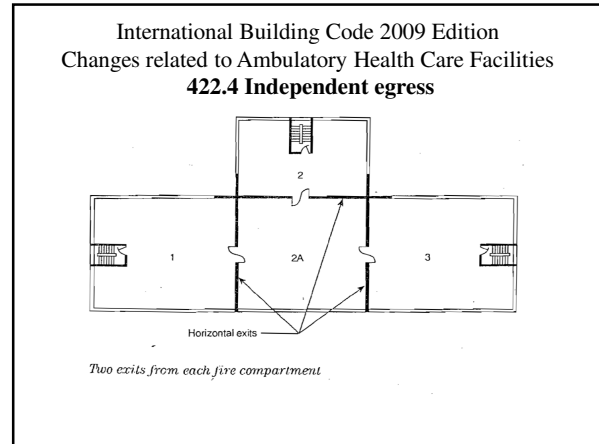 International Building Code 2009 Edition
Changes related to Ambulatory Health Care Facilities
422.4 Independent egress
2
1
2A
3
Horizontal exits
Two exits from each fire compartment